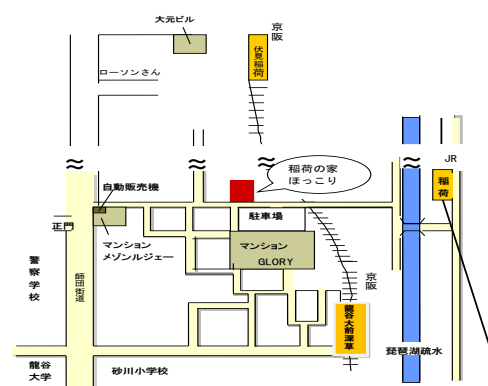 大元ビル
京阪
伏見稲荷
ローソンさん
稲荷の家
ほっこり
JR
稲荷
自動販売機
駐車場
正門
マンション
メゾンルジェー
マンション
GLORY
警察学校
師団街道
京阪
龍谷大前深草
琵琶湖疏水
龍谷
大学
砂川小学校